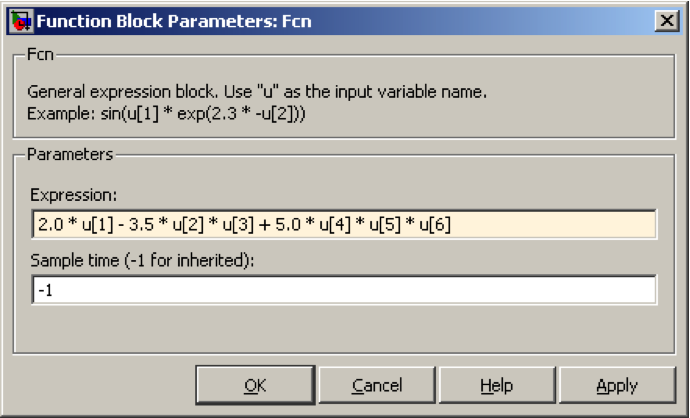 Function Block Parameters: Fcn
Fcn
General expression block. Use "u" as the input variable name.
Example: sin(u[1] * exp(2.3 * -u[2]))
Parameters
Expression:
2.0 * u[1] - 3.5 * u[2] * u[3] + 5.0 * u[4] * u[5] * u[6]
Sample time (-1 for inherited):
-1
OK Cancel Help Apply